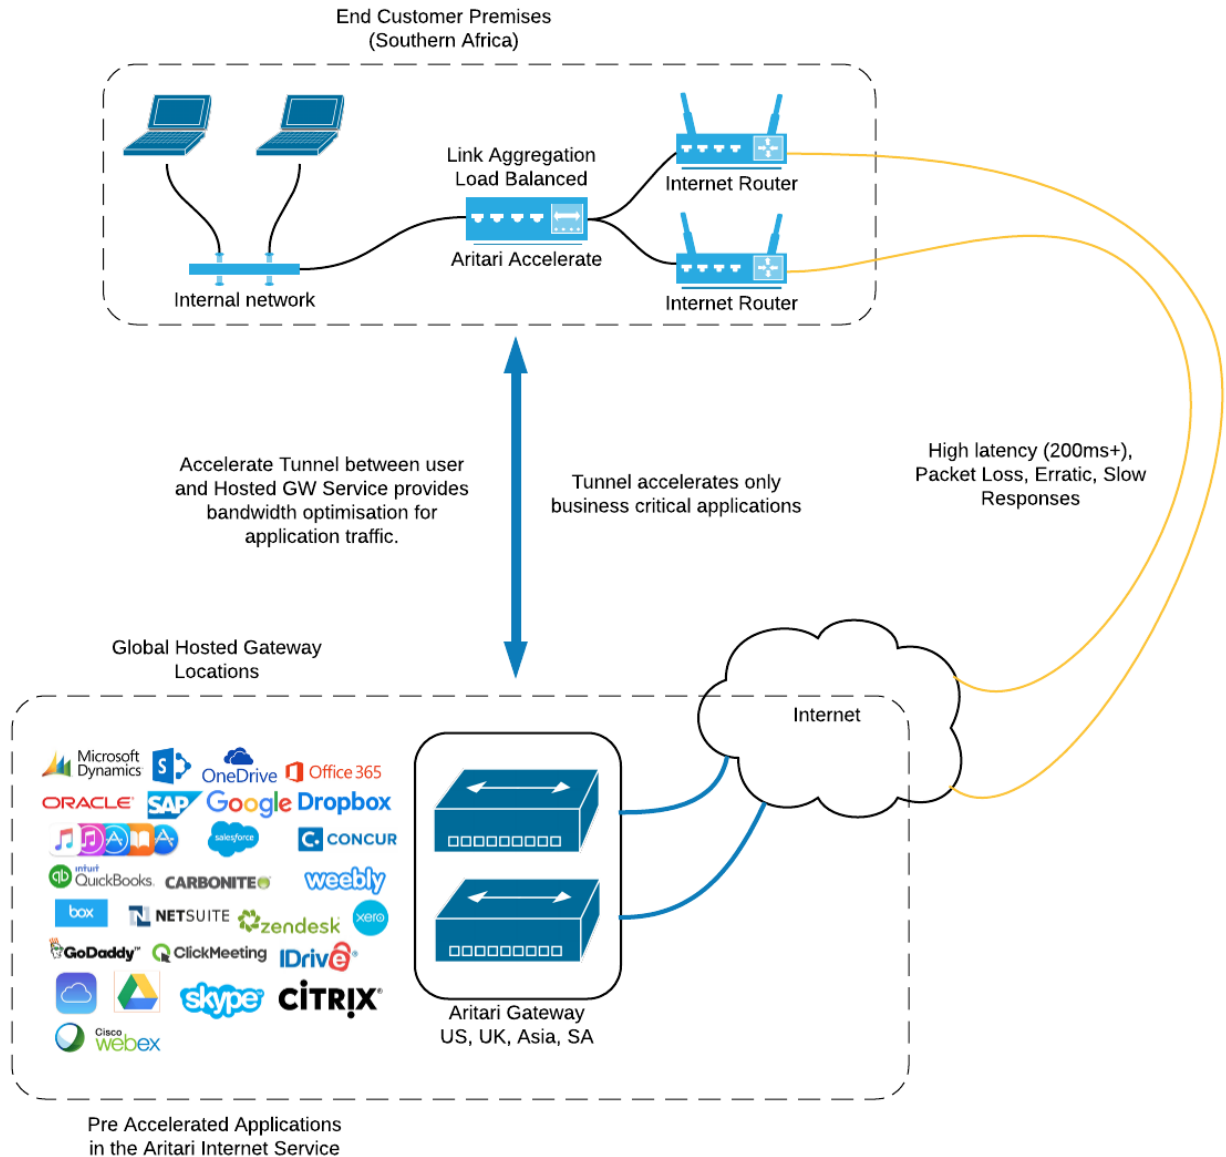 End Customer Premises
(Southern Africa)
Link Aggregation
Load Balanced
Internet Router
Aritari Accelerate
Internal network
Internet Router
Accelerate Tunnel between user
and Hosted GW Service provides
bandwidth optimisation for
application traffic.
Tunnel accelerates only
business critical applications
High latency (200ms+),
Packet Loss, Erratic, Slow
Responses
Global Hosted Gateway
Locations
Internet
Microsoft
Dynamics
S
OneDrive
Office 365
ORACLE
SAP
Google
Dropbox
salesforce
C.
CONCUR
qb
intuit
QuickBooks.
CARBONITE
weebly
box
N
NETSUITE
zendesk
xero
GoDaddy™
ClickMeeting
IDrive®
skype
CİTRIX®
Cisco
webex
Aritari Gateway
US, UK, Asia, SA
Pre Accelerated Applications
in the Aritari Internet Service